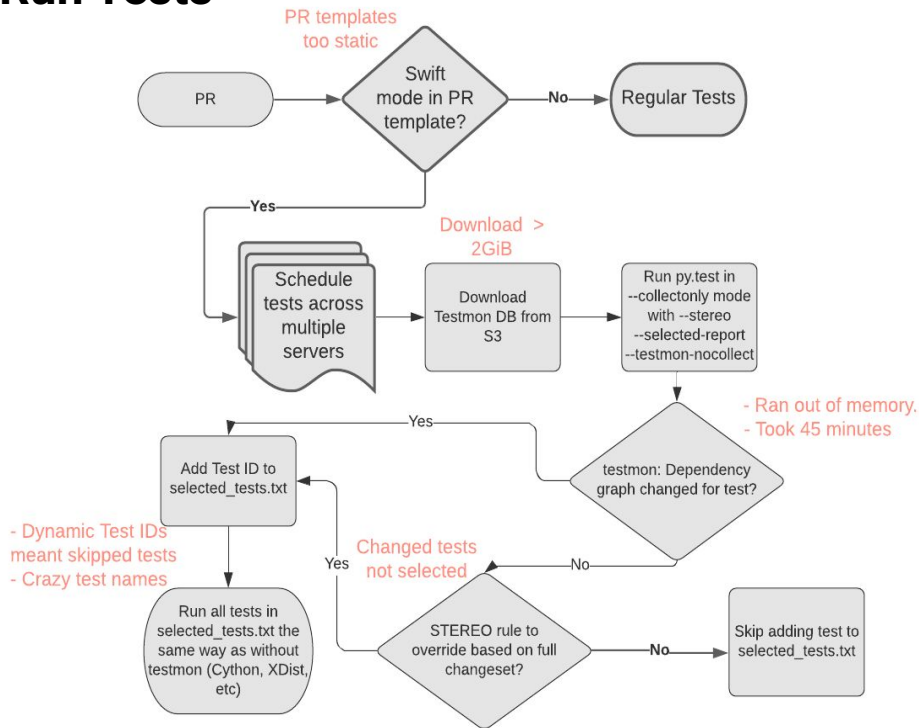 Run Tests
PR templates
too static
PR
Swift
mode in PR
template?
No
Regular Tests
Yes
Download >
2GiB
Schedule
tests across
multiple
servers
Download
Testmon DB from
S3
Run py.test in
--collectonly mode
with --stereo
--selected-report
--testmon-nocollect
- Ran out of memory.
- Took 45 minutes
Yes
Add Test ID to
selected_tests.txt
testmon: Dependency
graph changed for test?
- Dynamic Test IDs
meant skipped tests
- Crazy test names
Yes
Changed tests
not selected
No
Run all tests in
selected_tests.txt the
same way as without
testmon (Cython, XDist,
etc)
STEREO rule to
override based on full
changeset?
No
Skip adding test to
selected_tests.txt